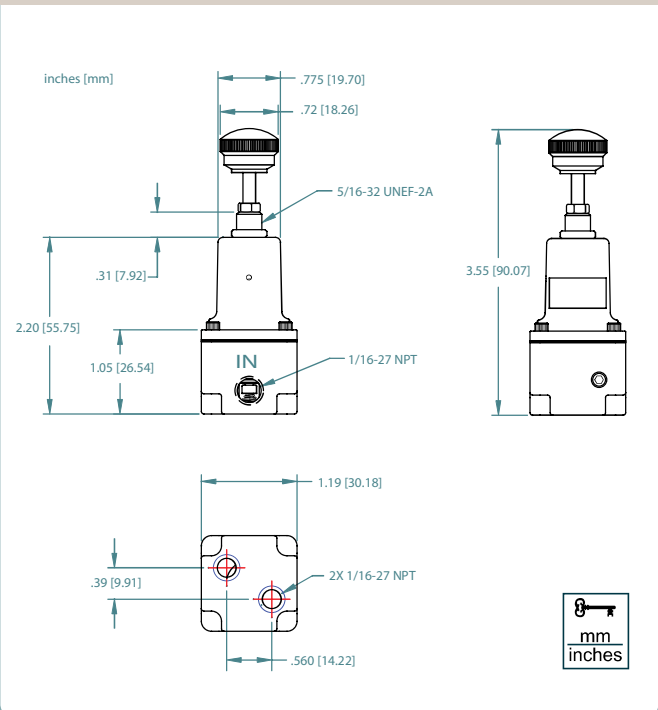 inches [mm]
.775 [19.70]
.72 [18.26]
5/16-32 UNEF-2A
.31 [7.92]
3.55 [90.07]
2.20 [55.75]
1.05 [26.54]
IN
1/16-27 NPT
1.19 [30.18]
.39 [9.91]
2X 1/16-27 NPT
.560 [14.22]
mm
inches